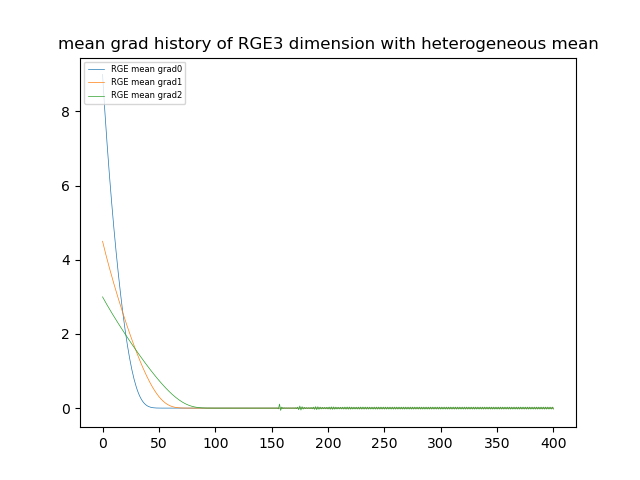 mean grad history of RGE3 dimension with heterogeneous mean
RGE mean grad0
RGE mean grad1
RGE mean grad2
8
6
4
2
0
0 50 100 150 200 250 300 350 400